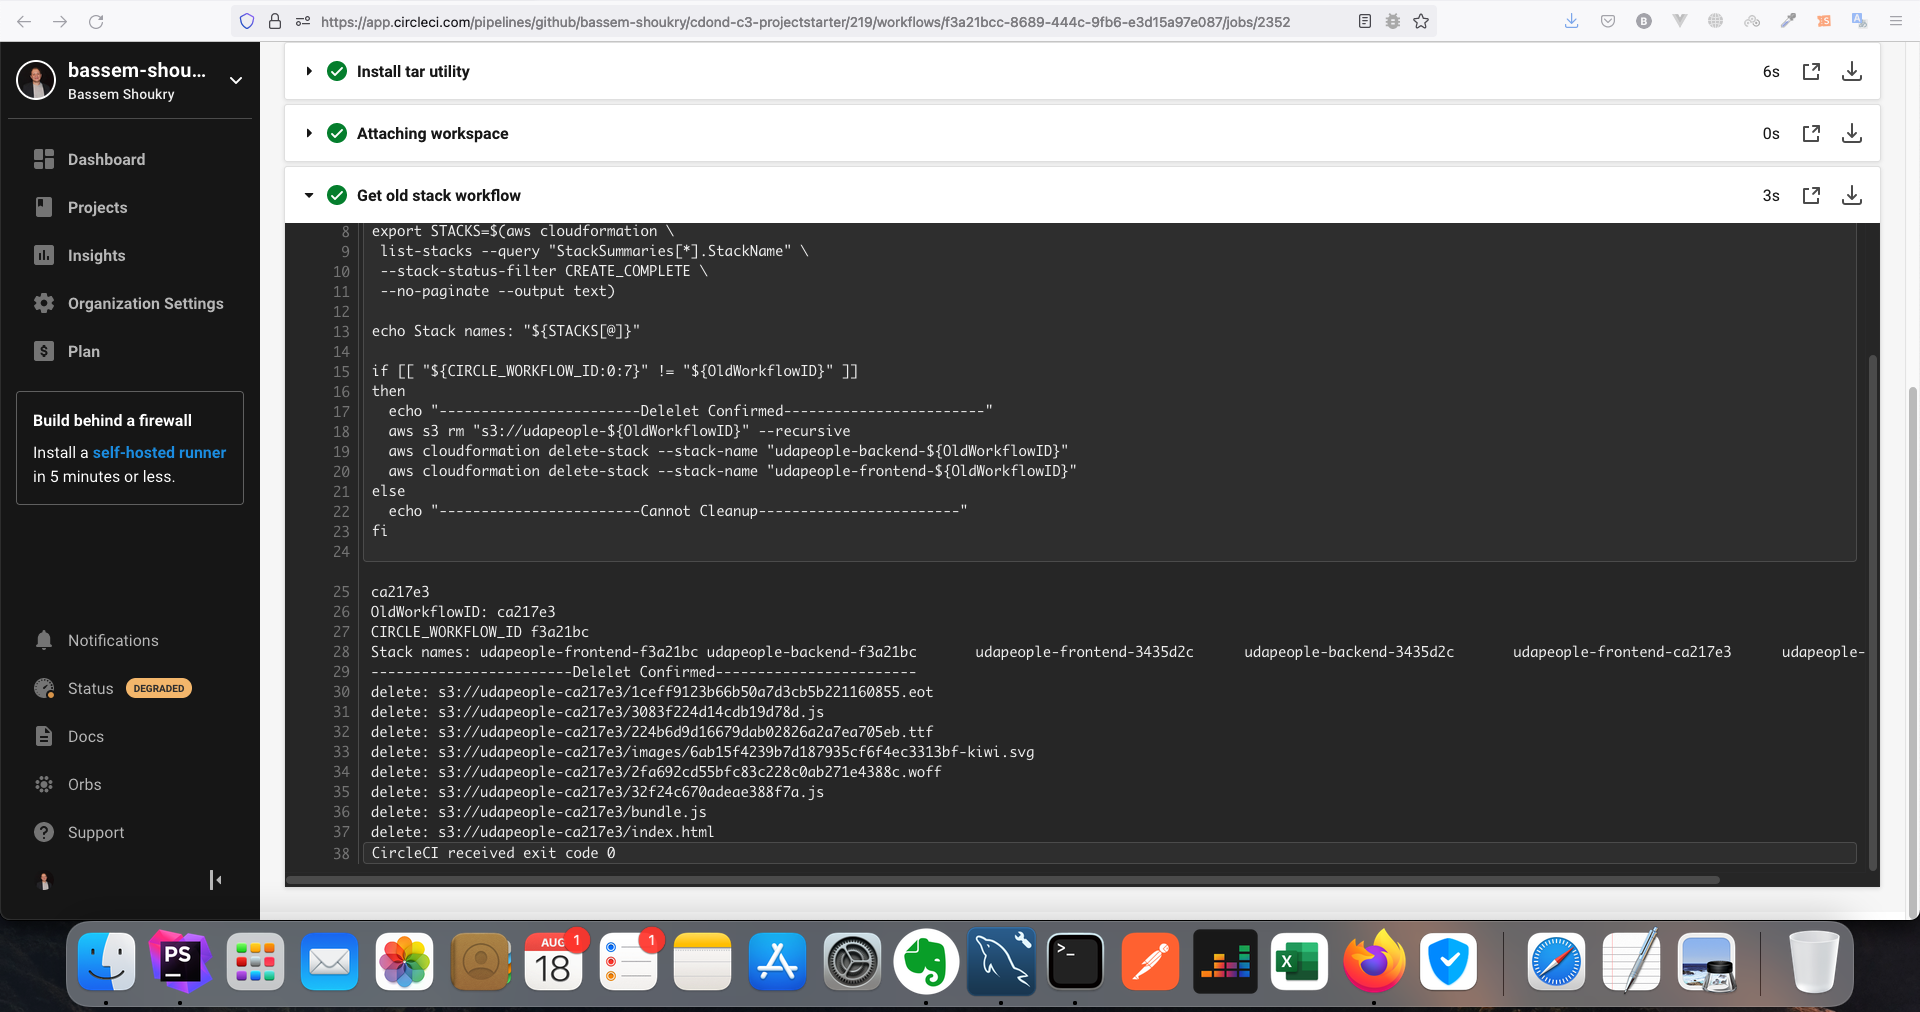 https://app.circleci.com/pipelines/github/bassem-shoukry/cdond-c3-projectstarter/219/workflows/f3a21bcc-8689-444c-9fb6-e3d15a97e087/jobs/2352
bassem-shou...
Bassem Shoukry
Dashboard
Projects
Insights
Organization Settings
Plan
Build behind a firewall
Install a self-hosted runner
in 5 minutes or less.
Notifications
Status DEGRADED
Docs
Orbs
Support
Install tar utility 6s
Attaching workspace 0s
Get old stack workflow 3s
8 export STACKS=$(aws cloudformation \
9 list-stacks --query "StackSummaries[*].StackName" \
10 --stack-status-filter CREATE_COMPLETE \
11 --no-paginate --output text)
12
13 echo Stack names: "${STACKS[@]}"
14
15 if [[ "${CIRCLE_WORKFLOW_ID:0:7}" != "${OldWorkflowID}" ]]
16 then
17 echo "------------------------Delelet Confirmed------------------------"
18 aws s3 rm "s3://udapeople-${OldWorkflowID}" --recursive
19 aws cloudformation delete-stack --stack-name "udapeople-backend-${OldWorkflowID}"
20 aws cloudformation delete-stack --stack-name "udapeople-frontend-${OldWorkflowID}"
21 else
22 echo "------------------------Cannot Cleanup------------------------"
23 fi
24
25 ca217e3
26 OldWorkflowID: ca217e3
27 CIRCLE_WORKFLOW_ID f3a21bc
28 Stack names: udapeople-frontend-f3a21bc udapeople-backend-f3a21bc udapeople-frontend-3435d2c udapeople-backend-3435d2c udapeople-frontend-ca217e3 udapeople-
29 ------------------------Delelet Confirmed------------------------
30 delete: s3://udapeople-ca217e3/1ceff9123b66b50a7d3cb5b221160855.eot
31 delete: s3://udapeople-ca217e3/3083f224d14cdb19d78d.js
32 delete: s3://udapeople-ca217e3/224b6d9d16679dab02826a2a7ea705eb.ttf
33 delete: s3://udapeople-ca217e3/images/6ab15f4239b7d187935cf6f4ec3313bf-kiwi.svg
34 delete: s3://udapeople-ca217e3/2fa692cd55bfc83c228c0ab271e4388c.woff
35 delete: s3://udapeople-ca217e3/32f24c670adeae388f7a.js
36 delete: s3://udapeople-ca217e3/bundle.js
37 delete: s3://udapeople-ca217e3/index.html
38 CircleCI received exit code 0
PS
AUG 1
18
1
>_
X